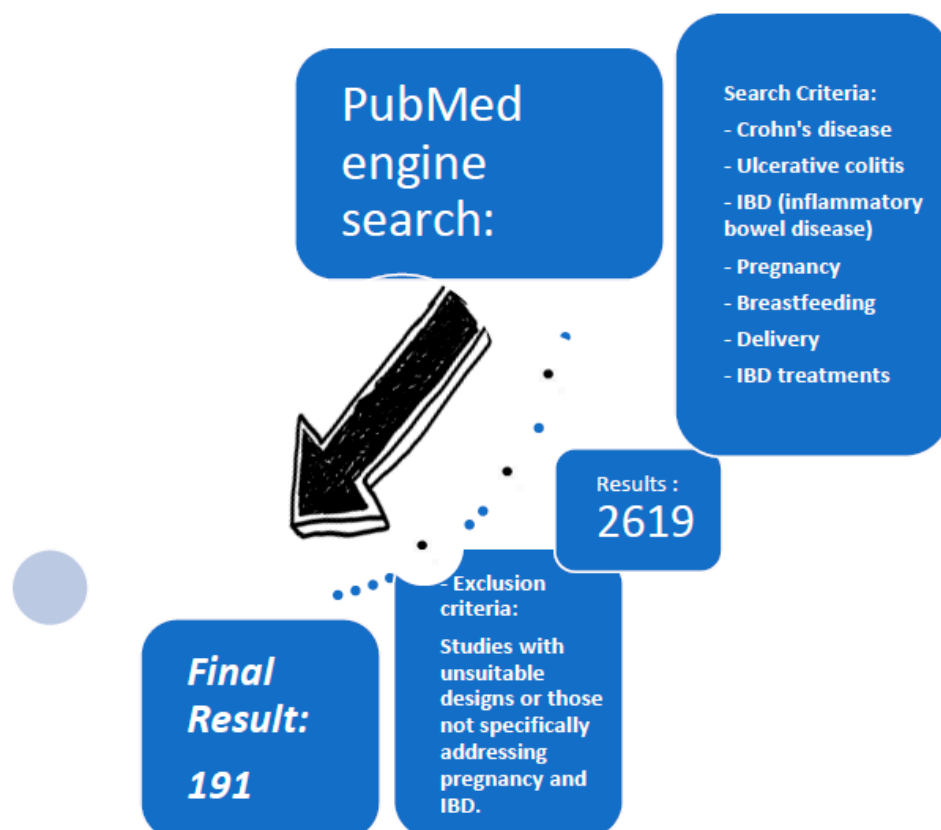 PubMed
engine
search:
Search Criteria:
- Crohn's disease
- Ulcerative colitis
- IBD (inflammatory
bowel disease)
- Pregnancy
- Breastfeeding
- Delivery
- IBD treatments
Results :
2619
- Exclusion
criteria:
Studies with
unsuitable
designs or those
not specifically
addressing
pregnancy and
IBD.
Final
Result:
191